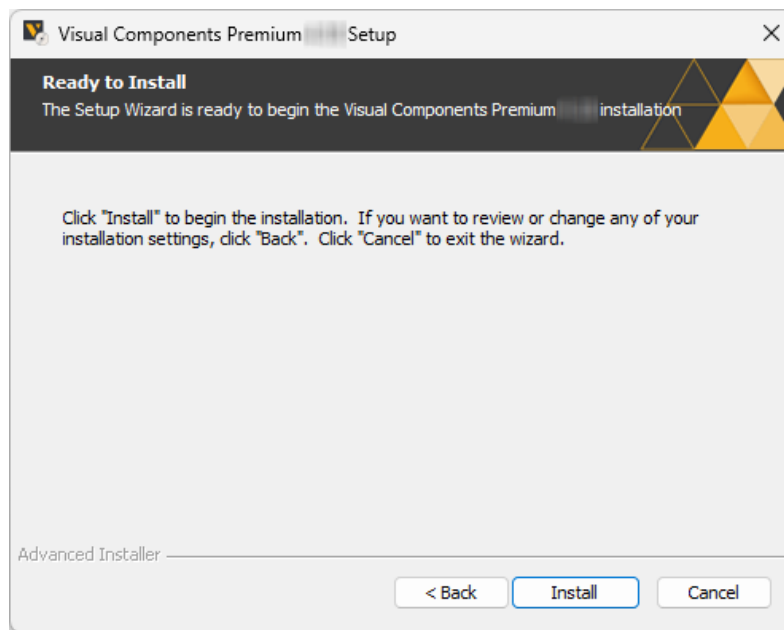 Visual Components Premium Setup
Ready to Install
The Setup Wizard is ready to begin the Visual Components Premium installation
Click "Install" to begin the installation.  If you want to review or change any of your
installation settings, click "Back".  Click "Cancel" to exit the wizard.
Advanced Installer
< Back
Install
Cancel